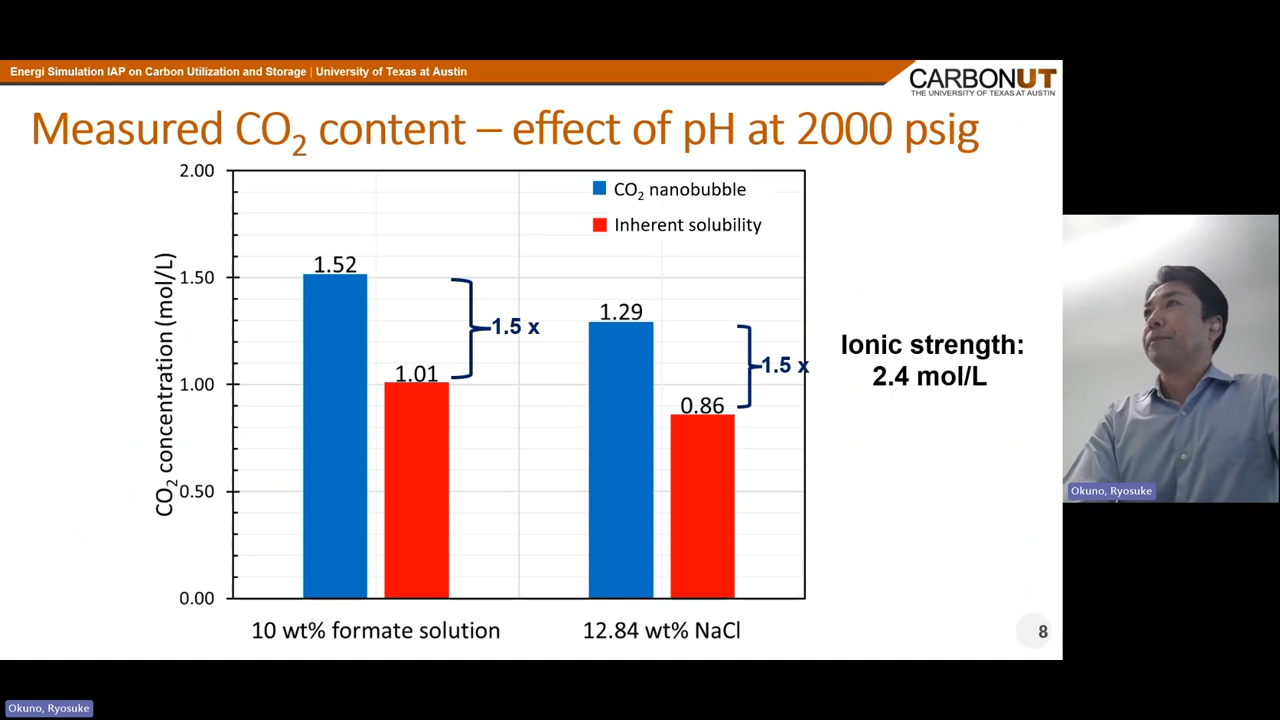 Energi Simulation IAP on Carbon Utilization and Storage | University of Texas at Austin
CARBONUT
THE UNIVERSITY OF TEXAS AT AUSTIN
Measured CO₂ content – effect of pH at 2000 psig
2.00
1.50
1.00
0.50
0.00
CO₂ concentration (mol/L)
CO₂ nanobubble
Inherent solubility
1.52
1.01
1.5 x
1.29
0.86
1.5 x
10 wt% formate solution
12.84 wt% NaCl
Ionic strength:
2.4 mol/L
8
Okuno, Ryosuke
Okuno, Ryosuke